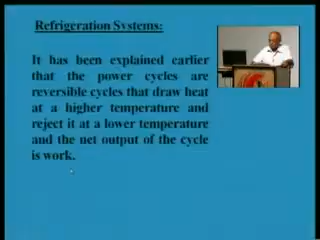 Refrigeration Systems:
It has been explained earlier
that the power cycles are
reversible cycles that draw heat
at a higher temperature and
reject it at a lower temperature
and the net output of the cycle
is work.